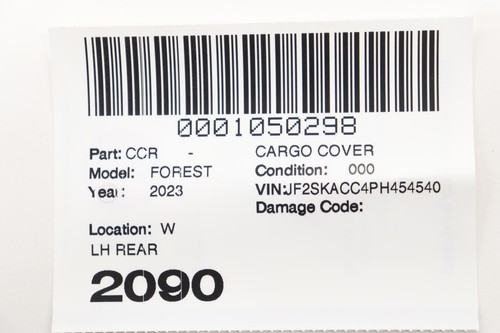 0001050298
Part: CCR - CARGO COVER
Model: FOREST Condition: 000
Year: 2023 VIN:JF2SKACC4PH454540
Damage Code:
Location: W
LH REAR
2090